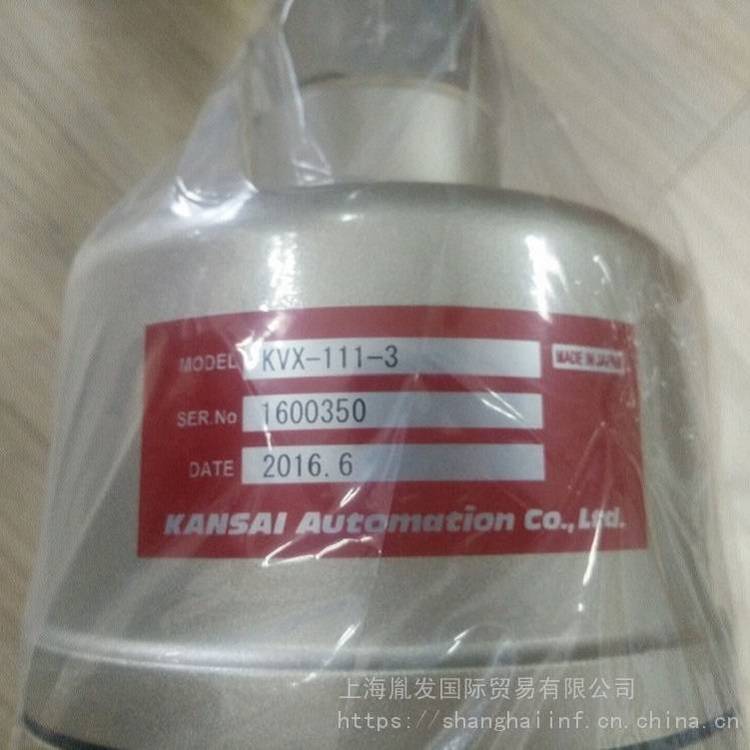 MODEL KVX-111-3 MADE IN JAPAN
SER.No 1600350
DATE 2016.6
KANSAI Automation Co.,Ltd.
上海胤发国际贸易有限公司
https://shanghaiinf.cn.china.cn